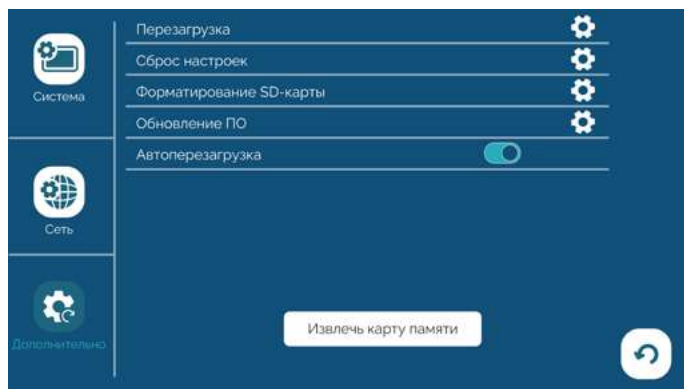 Система
Сеть
Дополнительно
Перезагрузка
Сброс настроек
Форматирование SD-карты
Обновление ПО
Автоперезагрузка
Извлечь карту памяти